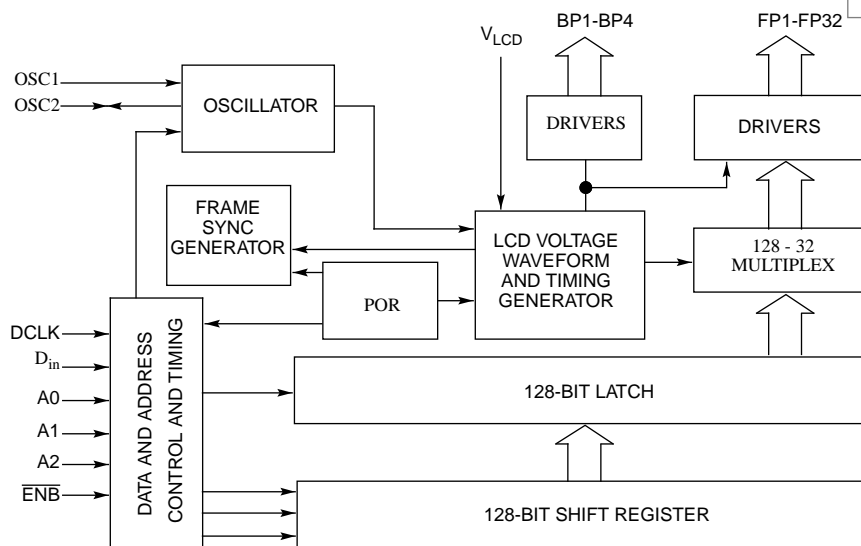 BP1-BP4
FP1-FP32
VLCD
OSC1
OSC2
OSCILLATOR
DRIVERS
DRIVERS
FRAME
SYNC
GENERATOR
LCD VOLTAGE
WAVEFORM
AND TIMING
GENERATOR
128 - 32
MULTIPLEX
POR
DCLK
Din
A0
A1
A2
ENB
DATA AND ADDRESS
CONTROL AND TIMING
128-BIT LATCH
128-BIT SHIFT REGISTER